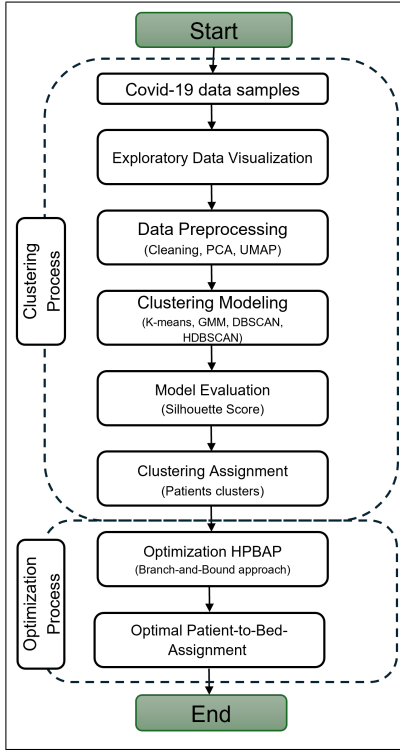 Start
Covid-19 data samples
Exploratory Data Visualization
Data Preprocessing
(Cleaning, PCA, UMAP)
Clustering
Process
Clustering Modeling
(K-means, GMM, DBSCAN,
HDBSCAN)
Model Evaluation
(Silhouette Score)
Clustering Assignment
(Patients clusters)
Optimization
Process
Optimization HPBAP
(Branch-and-Bound approach)
Optimal Patient-to-Bed-
Assignment
End